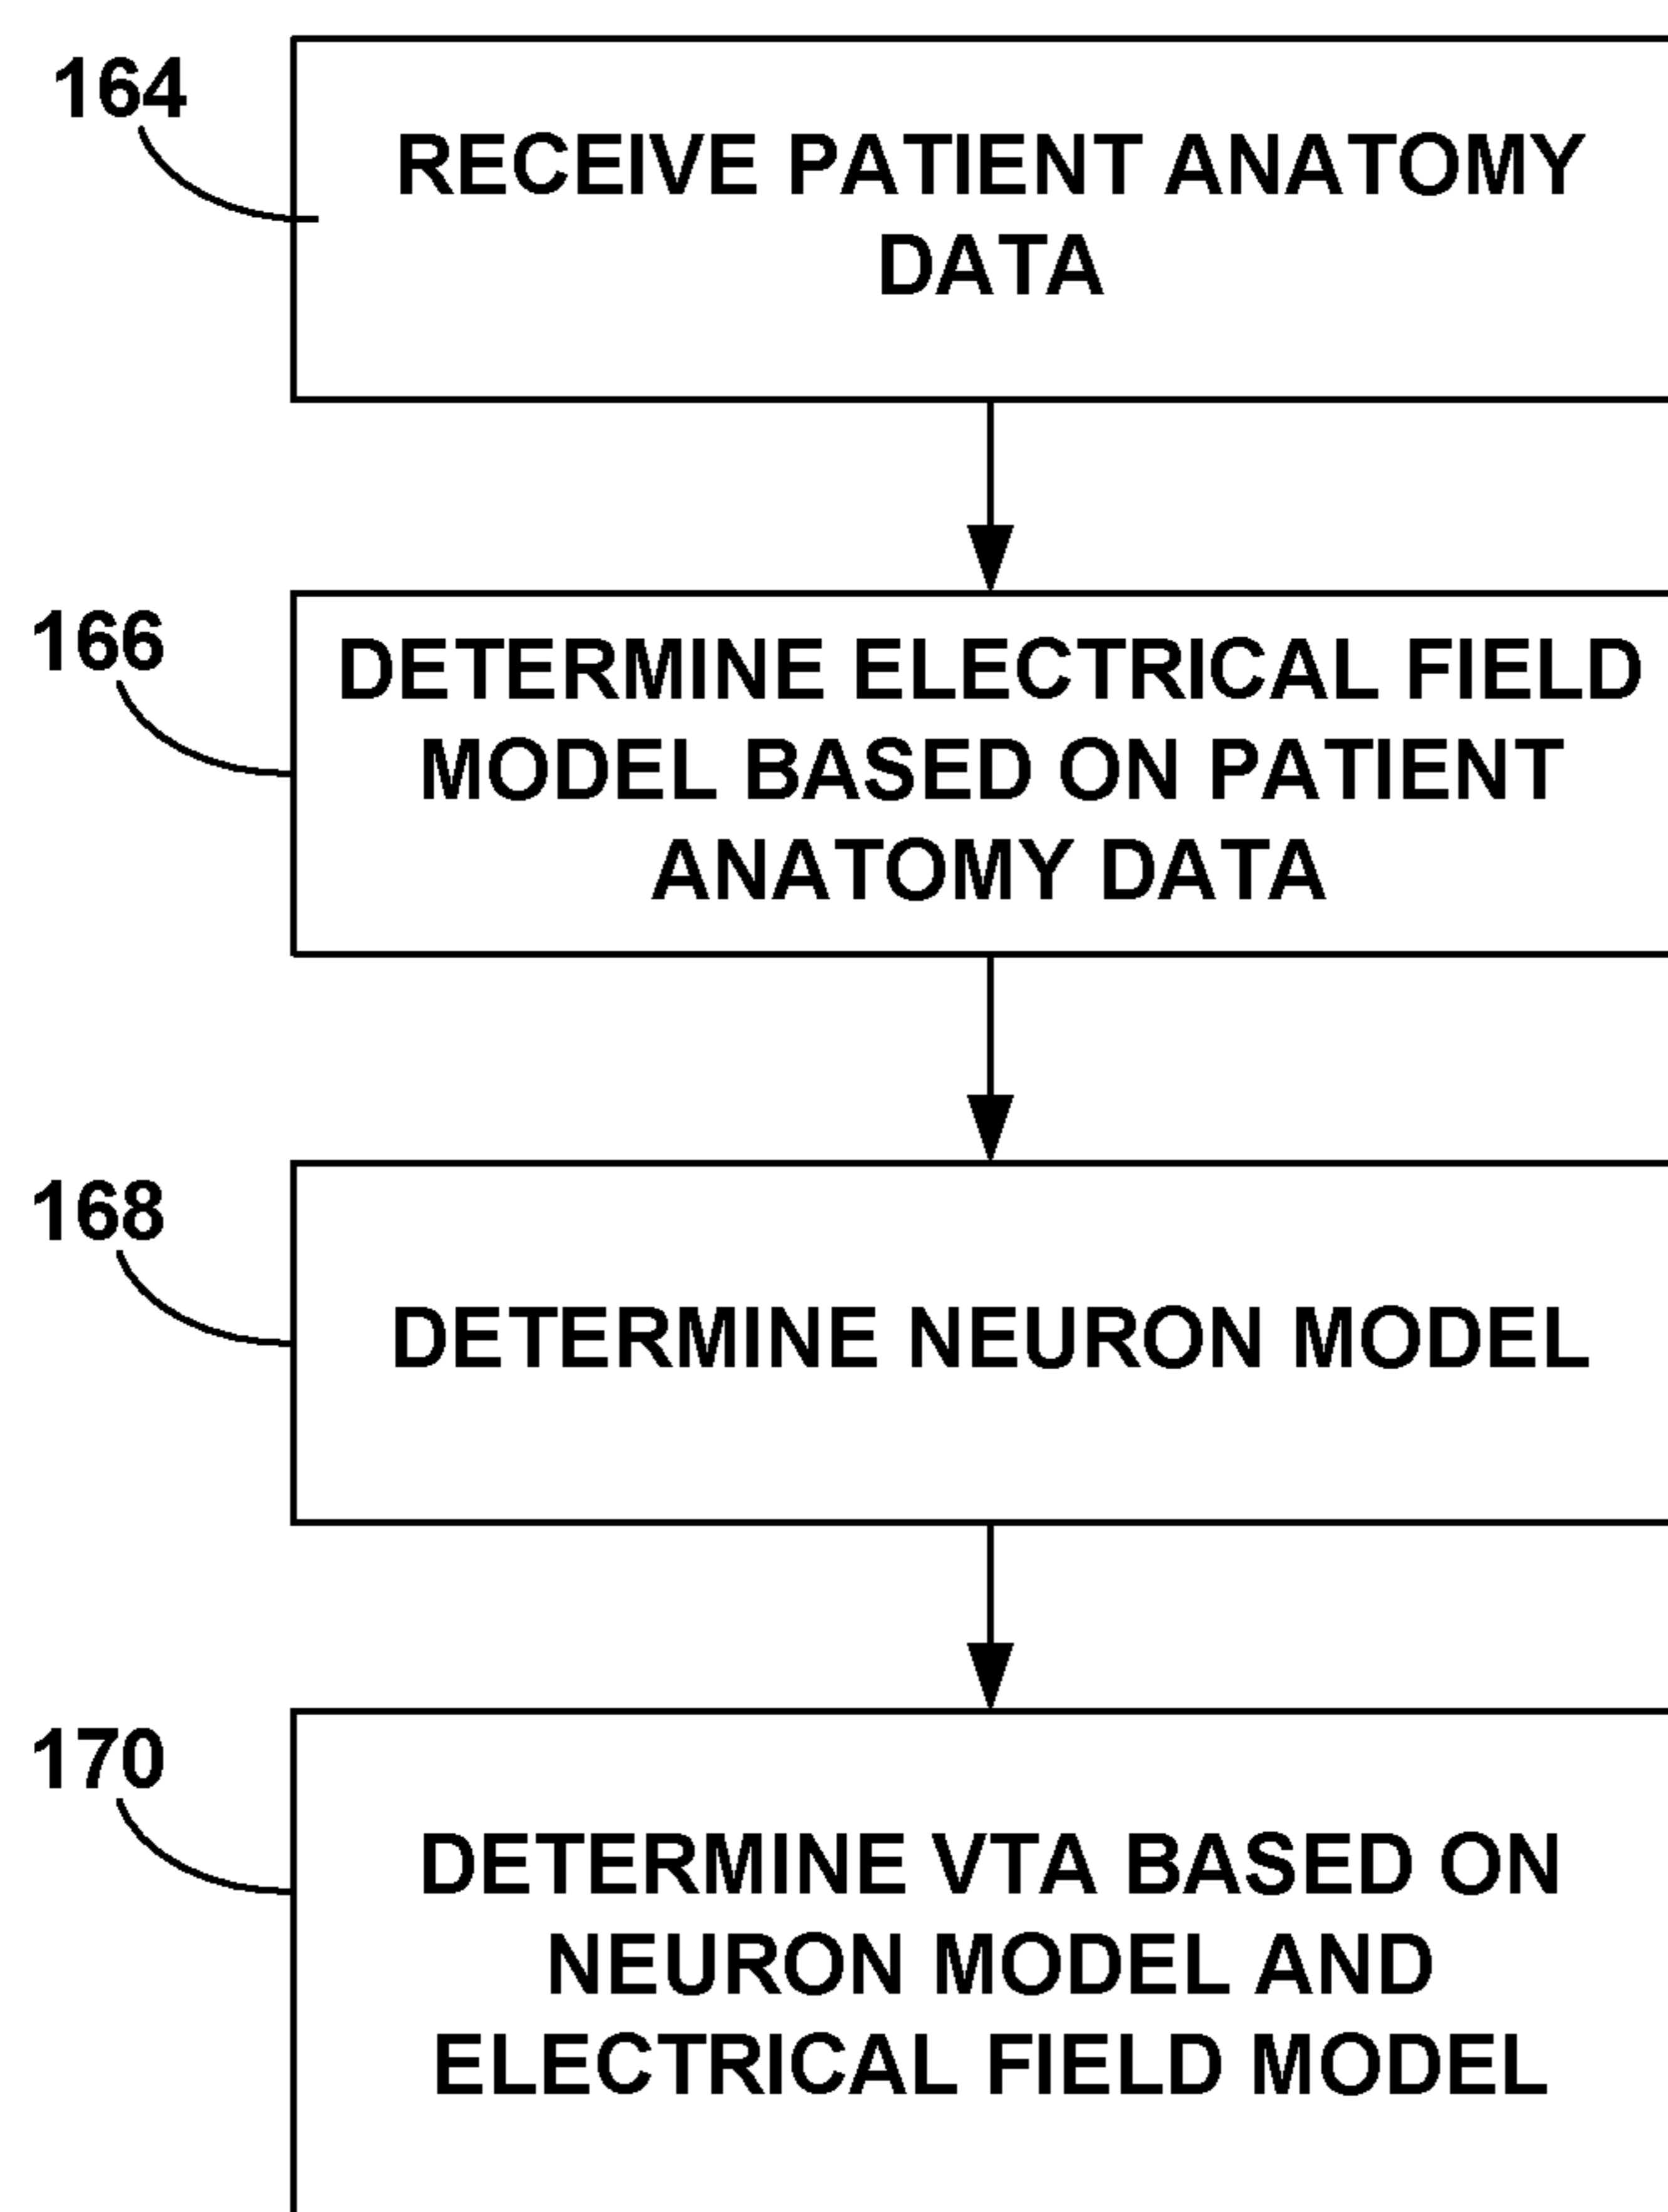 164
RECEIVE PATIENT ANATOMY
DATA
166
DETERMINE ELECTRICAL FIELD
MODEL BASED ON PATIENT
ANATOMY DATA
168
DETERMINE NEURON MODEL
170
DETERMINE VTA BASED ON
NEURON MODEL AND
ELECTRICAL FIELD MODEL